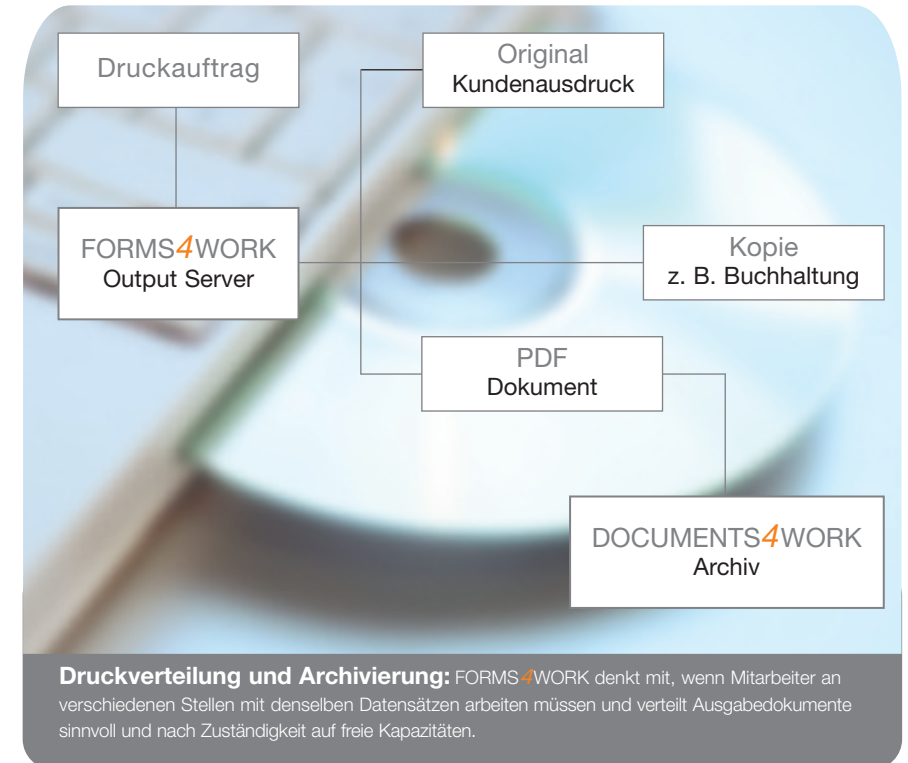 Druckauftrag
Original
Kundenausdruck
FORMS4WORK
Output Server
Kopie
z. B. Buchhaltung
PDF
Dokument
DOCUMENTS4WORK
Archiv
Druckverteilung und Archivierung: FORMS4WORK denkt mit, wenn Mitarbeiter an
verschiedenen Stellen mit denselben Datensätzen arbeiten müssen und verteilt Ausgabedokumente
sinnvoll und nach Zuständigkeit auf freie Kapazitäten.